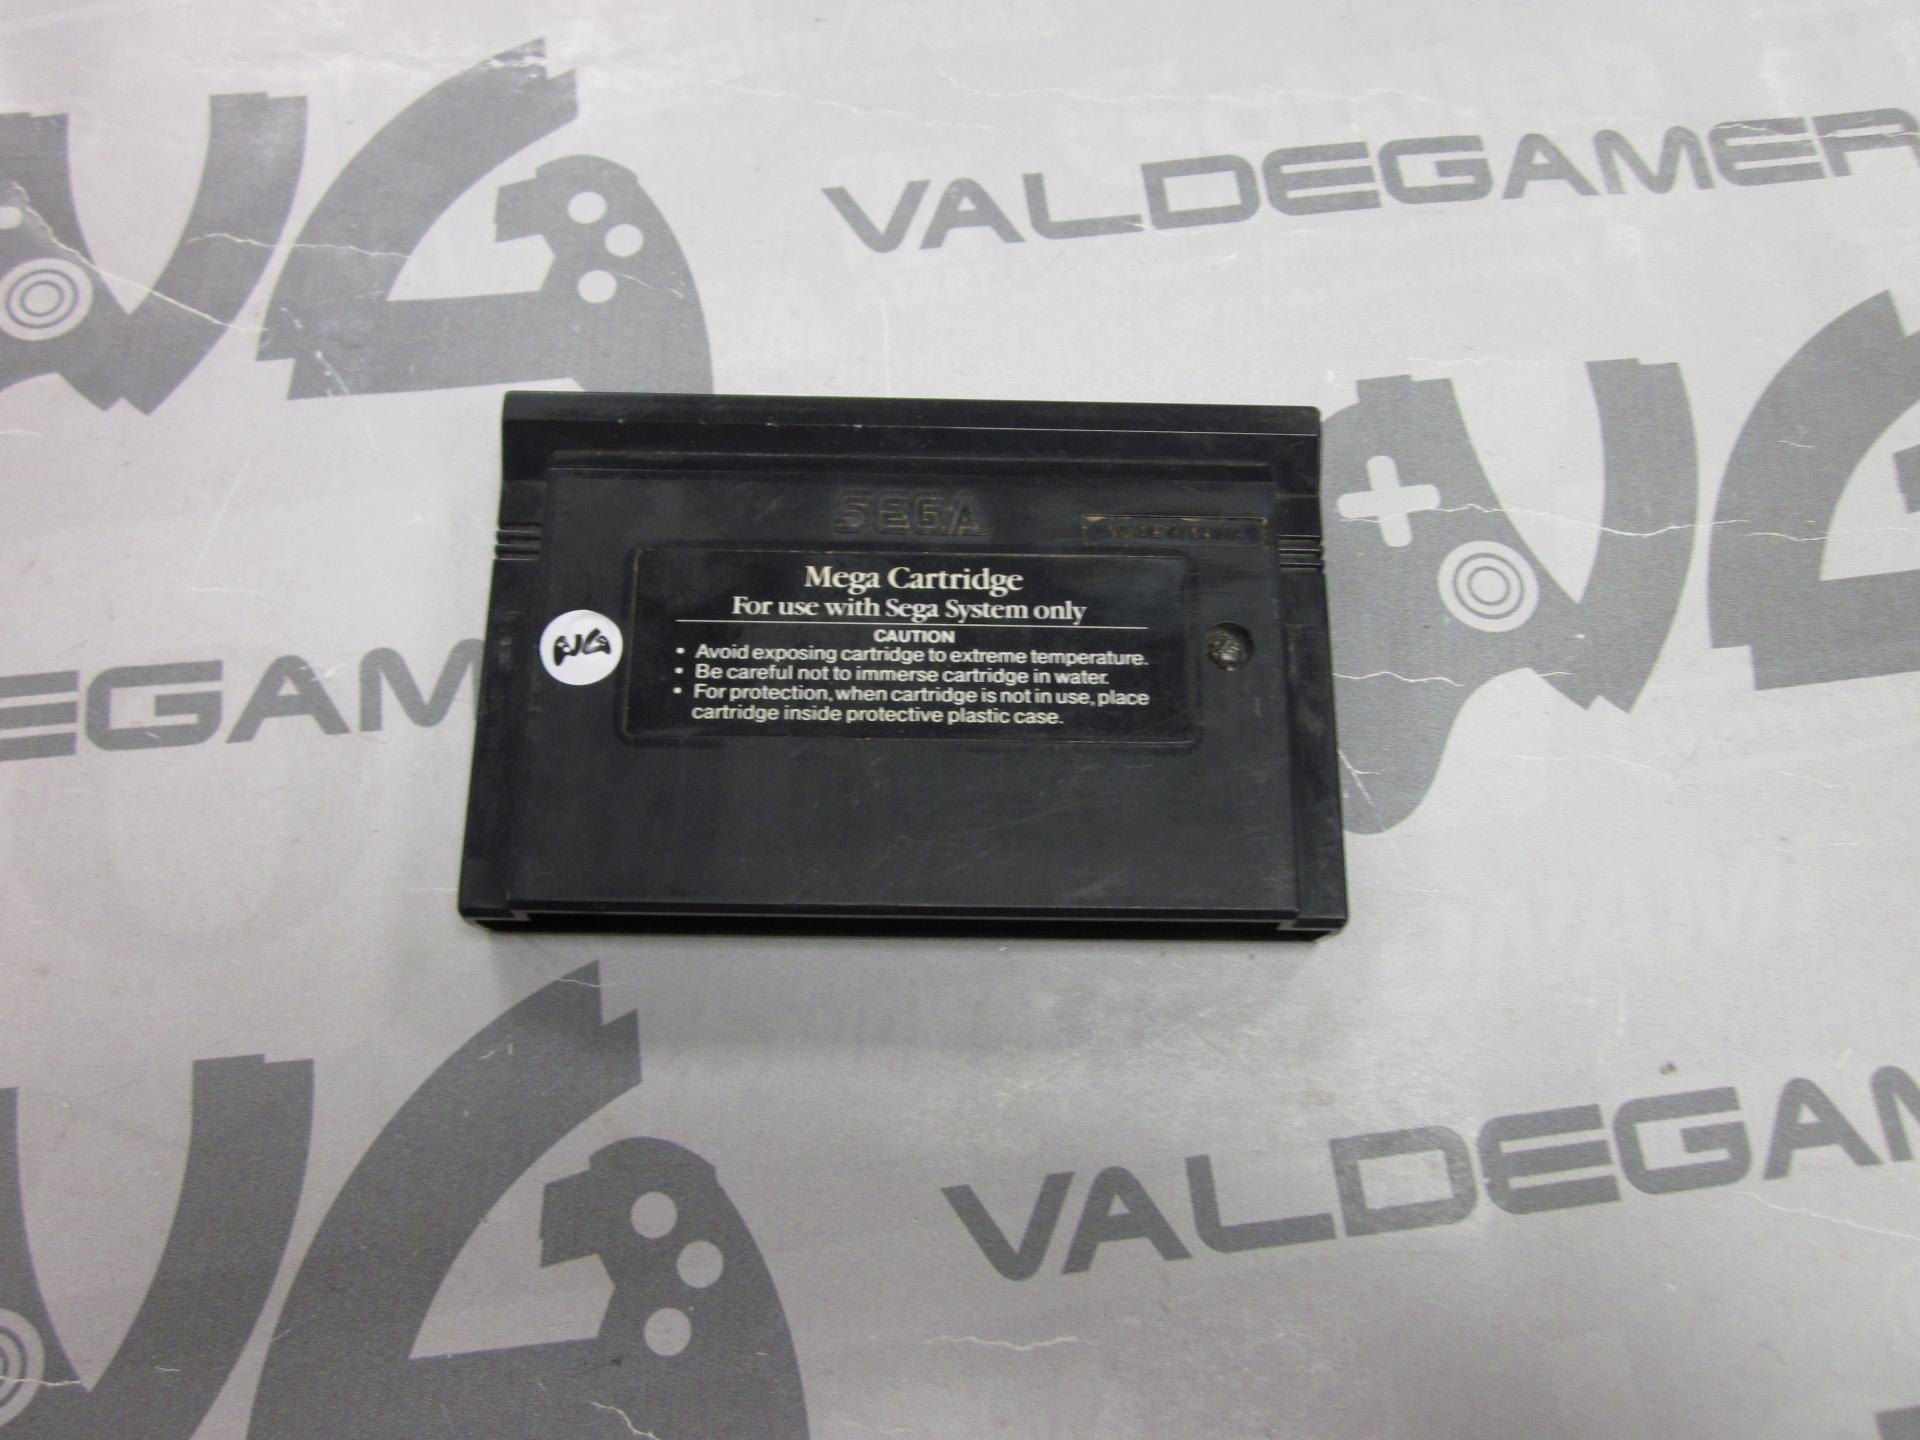 VALDEGAMER
SEGA
Mega Cartridge
For use with Sega System only
CAUTION
• Avoid exposing cartridge to extreme temperature.
• Be careful not to immerse cartridge in water.
• For protection, when cartridge is not in use, place
cartridge inside protective plastic case.
EGAM
VALDEGAM